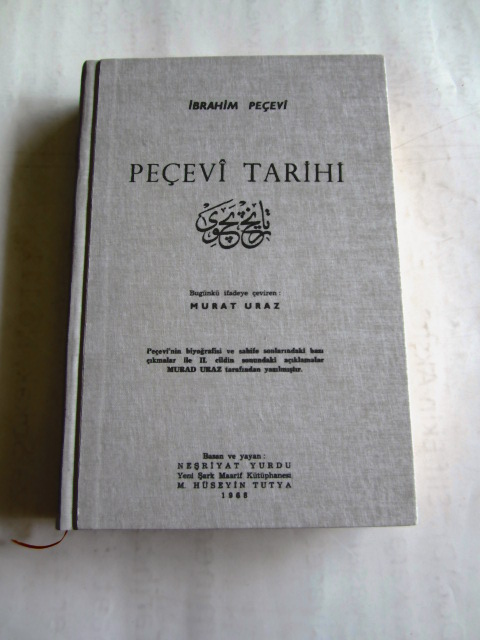 İBRAHİM PEÇEVİ
PEÇEVÎ TARİHİ
تاريخ پچوى
Bugünkü ifadeye çeviren :
MURAT URAZ
Peçevi'nin biyoğrafisi ve sahife sonlarındaki bazı
çıkmalar ile II. cildin sonundaki açıklamalar
MURAD URAZ tarafından yazılmıştır.
Basan ve yayan :
NEŞRİYAT YURDU
Yeni Şark Maarif Kütüphanesi
M. HÜSEYİN TUTYA
1968